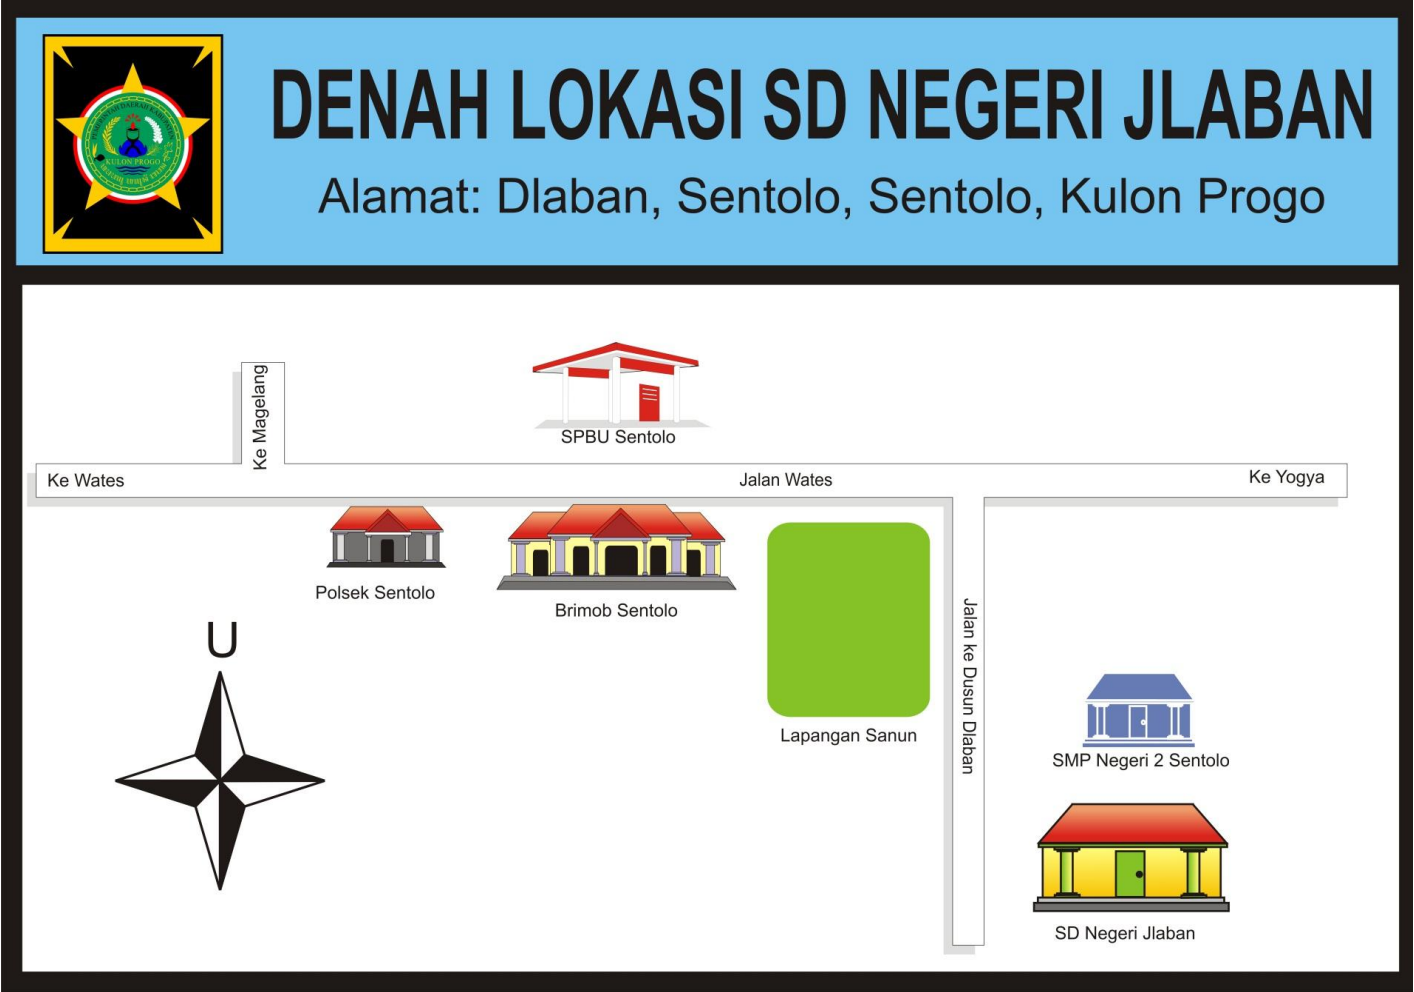 DENAH LOKASI SD NEGERI JLABAN
Alamat: Dlaban, Sentolo, Sentolo, Kulon Progo
KULON PROGO
Ke Magelang
SPBU Sentolo
Ke Wates
Jalan Wates
Ke Yogya
Polsek Sentolo
Brimob Sentolo
Lapangan Sanun
Jalan ke Dusun Dlaban
U
SMP Negeri 2 Sentolo
SD Negeri Jlaban